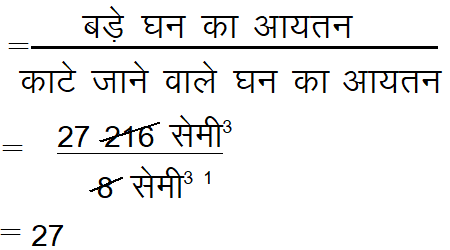 = बड़े घन का आयतन
काटे जाने वाले घन का आयतन
= 27 216 सेमी³
8 सेमी³ 1
= 27